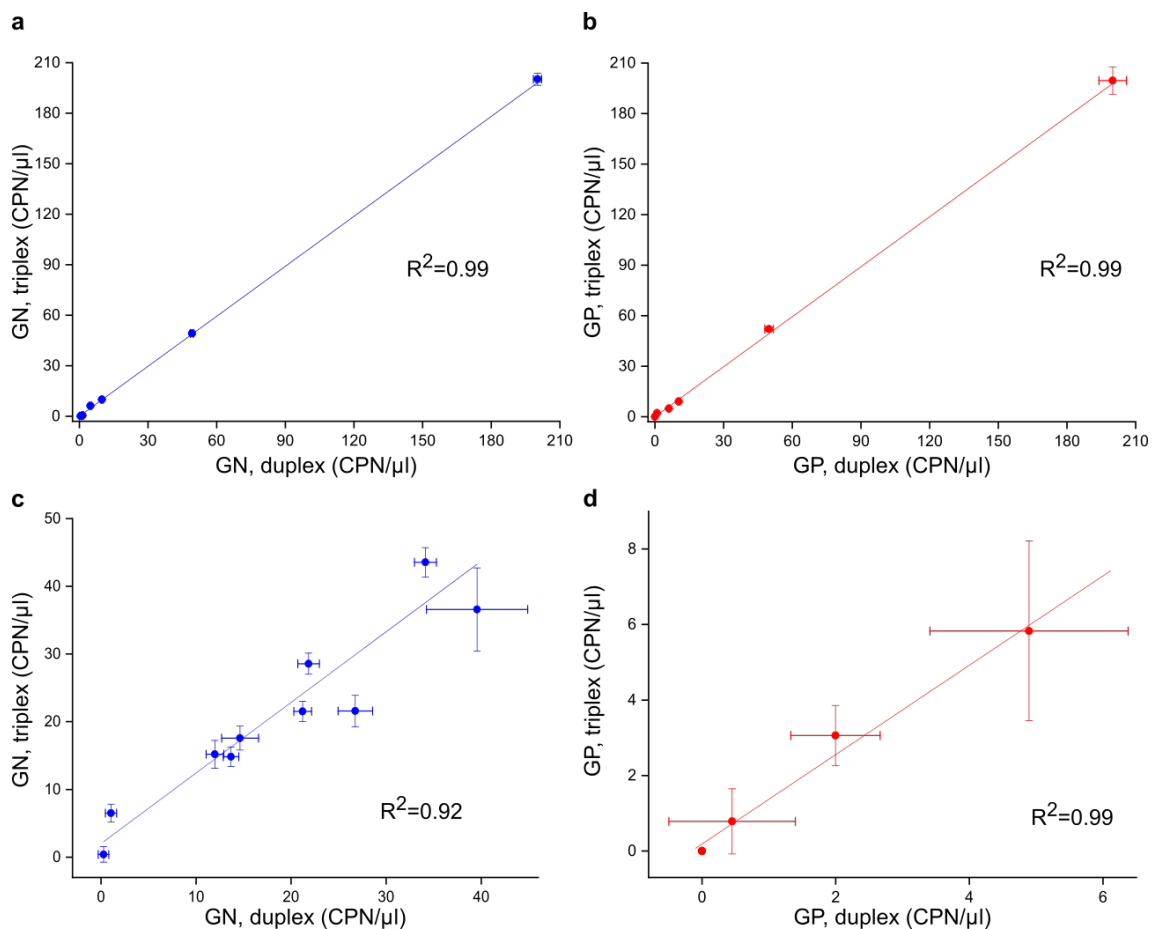 a
210
180
150
120
90
60
30
0
GN, triplex (CPN/µl)
R²=0.99
0 30 60 90 120 150 180 210
GN, duplex (CPN/µl)
b
210
180
150
120
90
60
30
0
GP, triplex (CPN/µl)
R²=0.99
0 30 60 90 120 150 180 210
GP, duplex (CPN/µl)
c
50
40
30
20
10
0
GN, triplex (CPN/µl)
R²=0.92
0 10 20 30 40
GN, duplex (CPN/µl)
d
8
6
4
2
0
GP, triplex (CPN/µl)
R²=0.99
0 2 4 6
GP, duplex (CPN/µl)